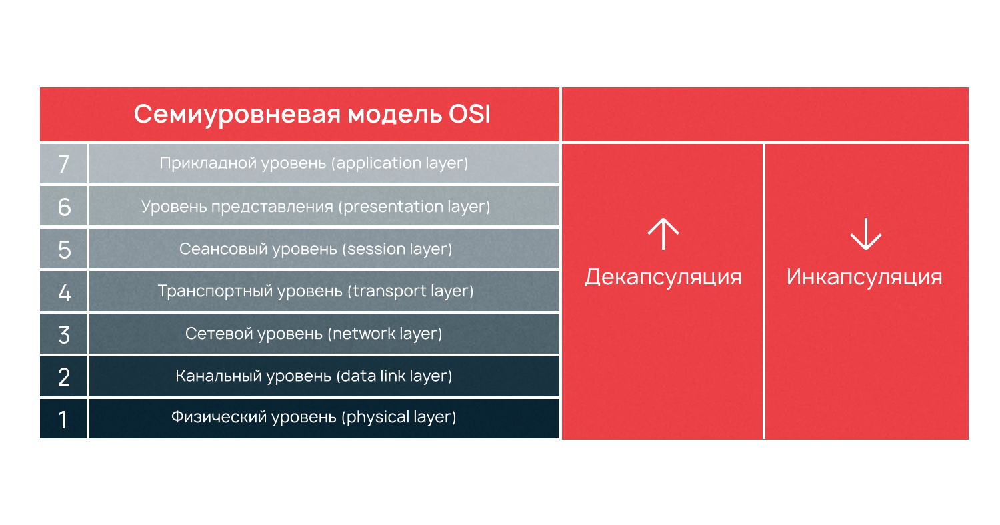 Семиуровневая модель OSI
7 Прикладной уровень (application layer)
6 Уровень представления (presentation layer)
5 Сеансовый уровень (session layer)
4 Транспортный уровень (transport layer)
3 Сетевой уровень (network layer)
2 Канальный уровень (data link layer)
1 Физический уровень (physical layer)
Декапсуляция
Инкапсуляция